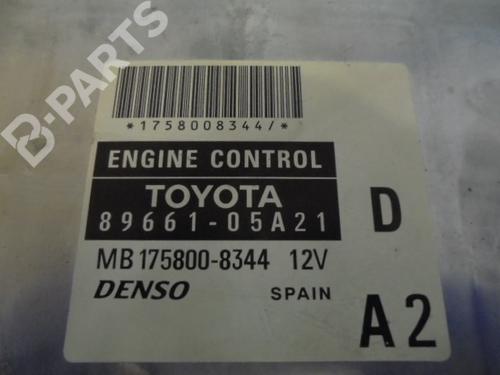 B-PARTS
*1758008344/*
ENGINE CONTROL
TOYOTA
89661-05A21
D
MB 175800-8344 12V
DENSO SPAIN
A2